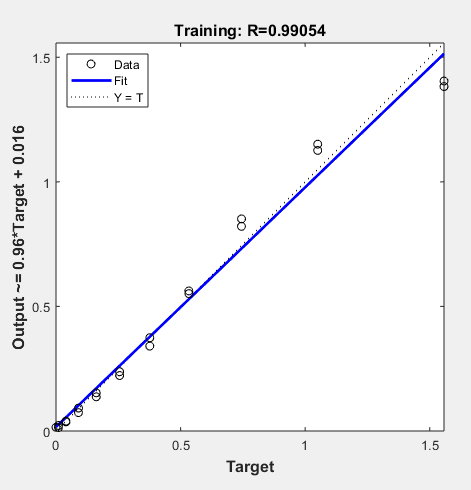 Training: R=0.99054
Data
Fit
Y = T
Output ~= 0.96*Target + 0.016
1.5
1
0.5
0
0 0.5 1 1.5
Target